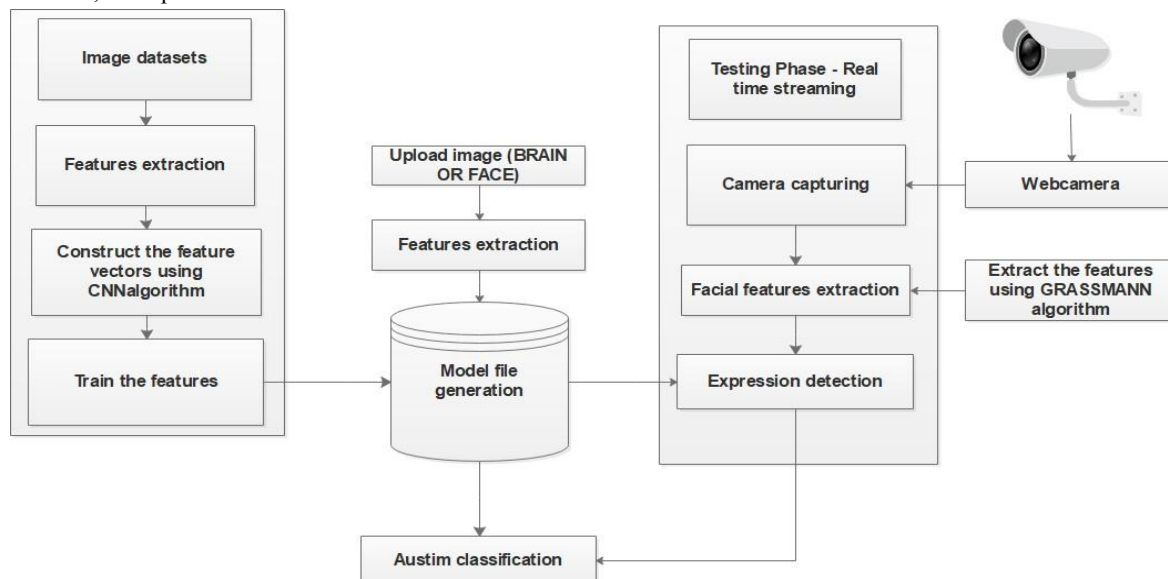 Image datasets
Features extraction
Construct the feature
vectors using
CNNalgorithm
Train the features
Upload image (BRAIN
OR FACE)
Features extraction
Model file
generation
Austim classification
Testing Phase - Real
time streaming
Camera capturing
Facial features extraction
Expression detection
Webcamera
Extract the features
using GRASSMANN
algorithm